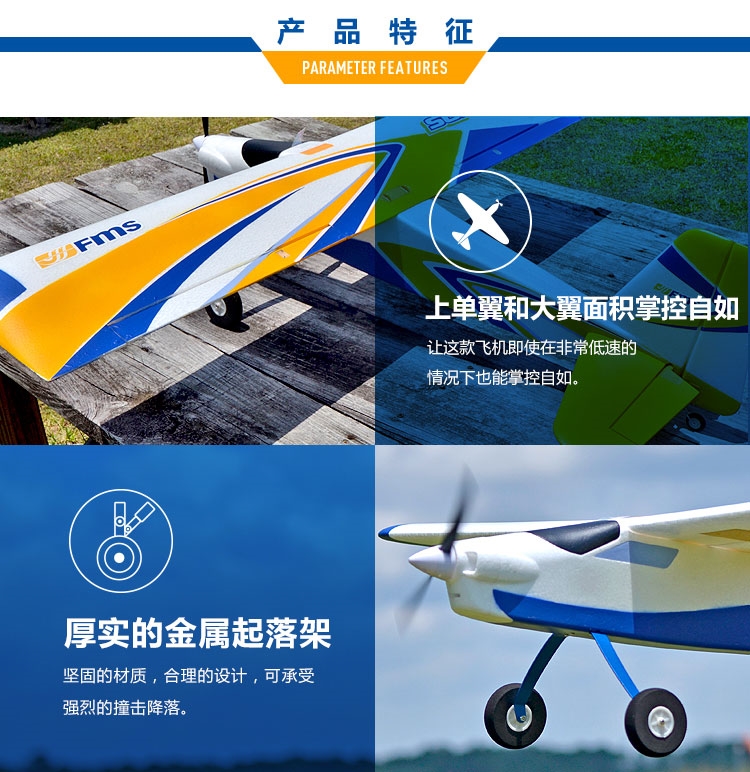 产品特征
PARAMETER FEATURES
FMS
上单翼和大翼面积掌控自如
让这款飞机即使在非常低速的
情况下也能掌控自如。
厚实的金属起落架
坚固的材质，合理的设计，可承受
强烈的撞击降落。